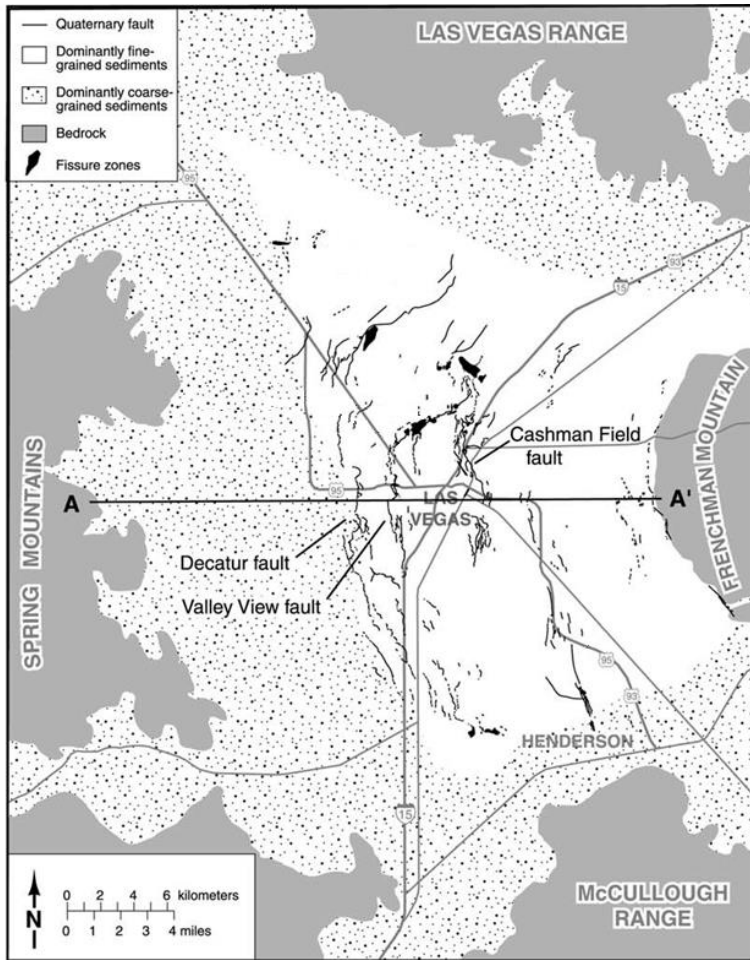 Quaternary fault
Dominantly fine-
grained sediments
Dominantly coarse-
grained sediments
Bedrock
Fissure zones
LAS VEGAS RANGE
95
93
15
SPRING MOUNTAINS
FRENCHMAN MOUNTAIN
Cashman Field
fault
95
A
A'
LAS
VEGAS
Decatur fault
Valley View fault
95
93
HENDERSON
15
McCULLOUGH
RANGE
N
0 2 4 6 kilometers
0 1 2 3 4 miles